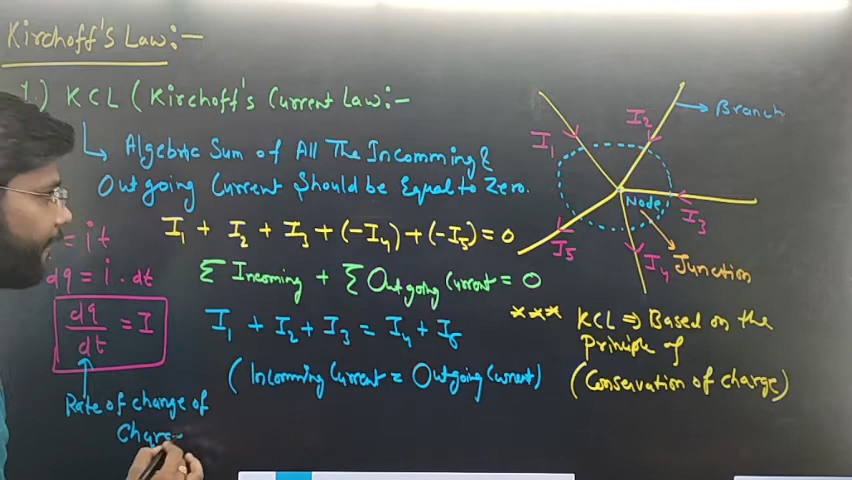 Kirchoff's Law:-
1.) KCL (Kirchoff's Current Law:-
Algebric Sum of All The Incomming &
Outgoing Current Should be Equal to Zero.
I1 + I2 + I3 + (-I4) + (-I5) = 0
Σ Incoming + Σ Outgoing Current = 0
I1 + I2 + I3 = I4 + I5
(Incomming Current = Outgoing Current)
= it
dq = i . dt
dq/dt = I
Rate of change of
Charg
Branch
I1
I2
I3
I4
I5
Node
Junction
*** KCL ⇒ Based on the
Principle of
(Conservation of charge)